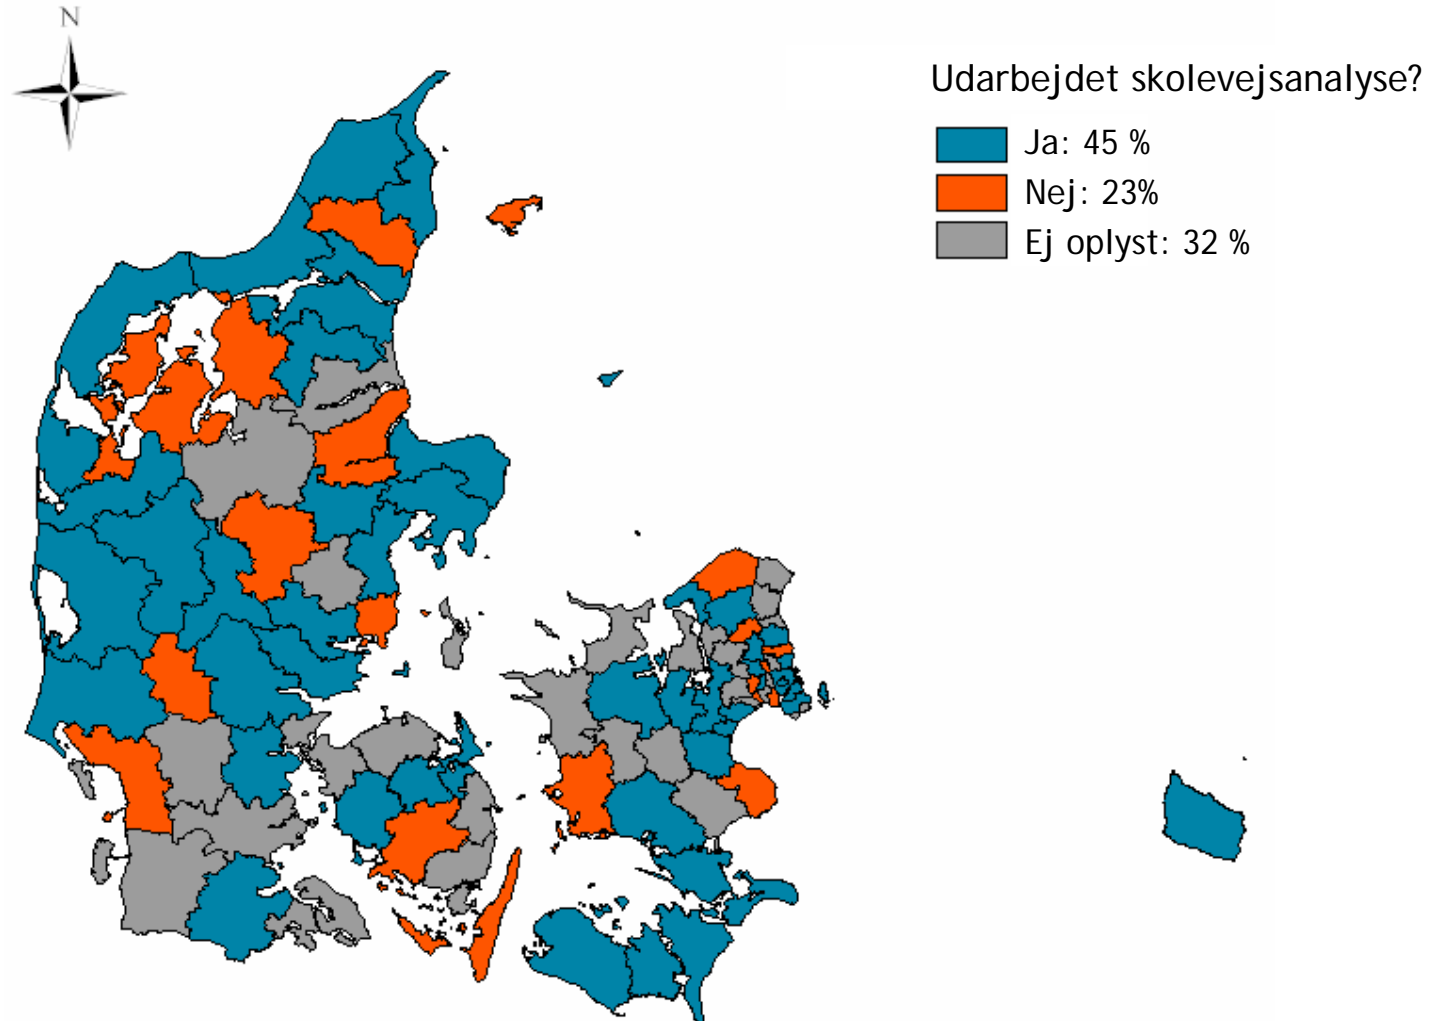 N
Udarbejdet skolevejsanalyse?
Ja: 45 %
Nej: 23%
Ej oplyst: 32 %